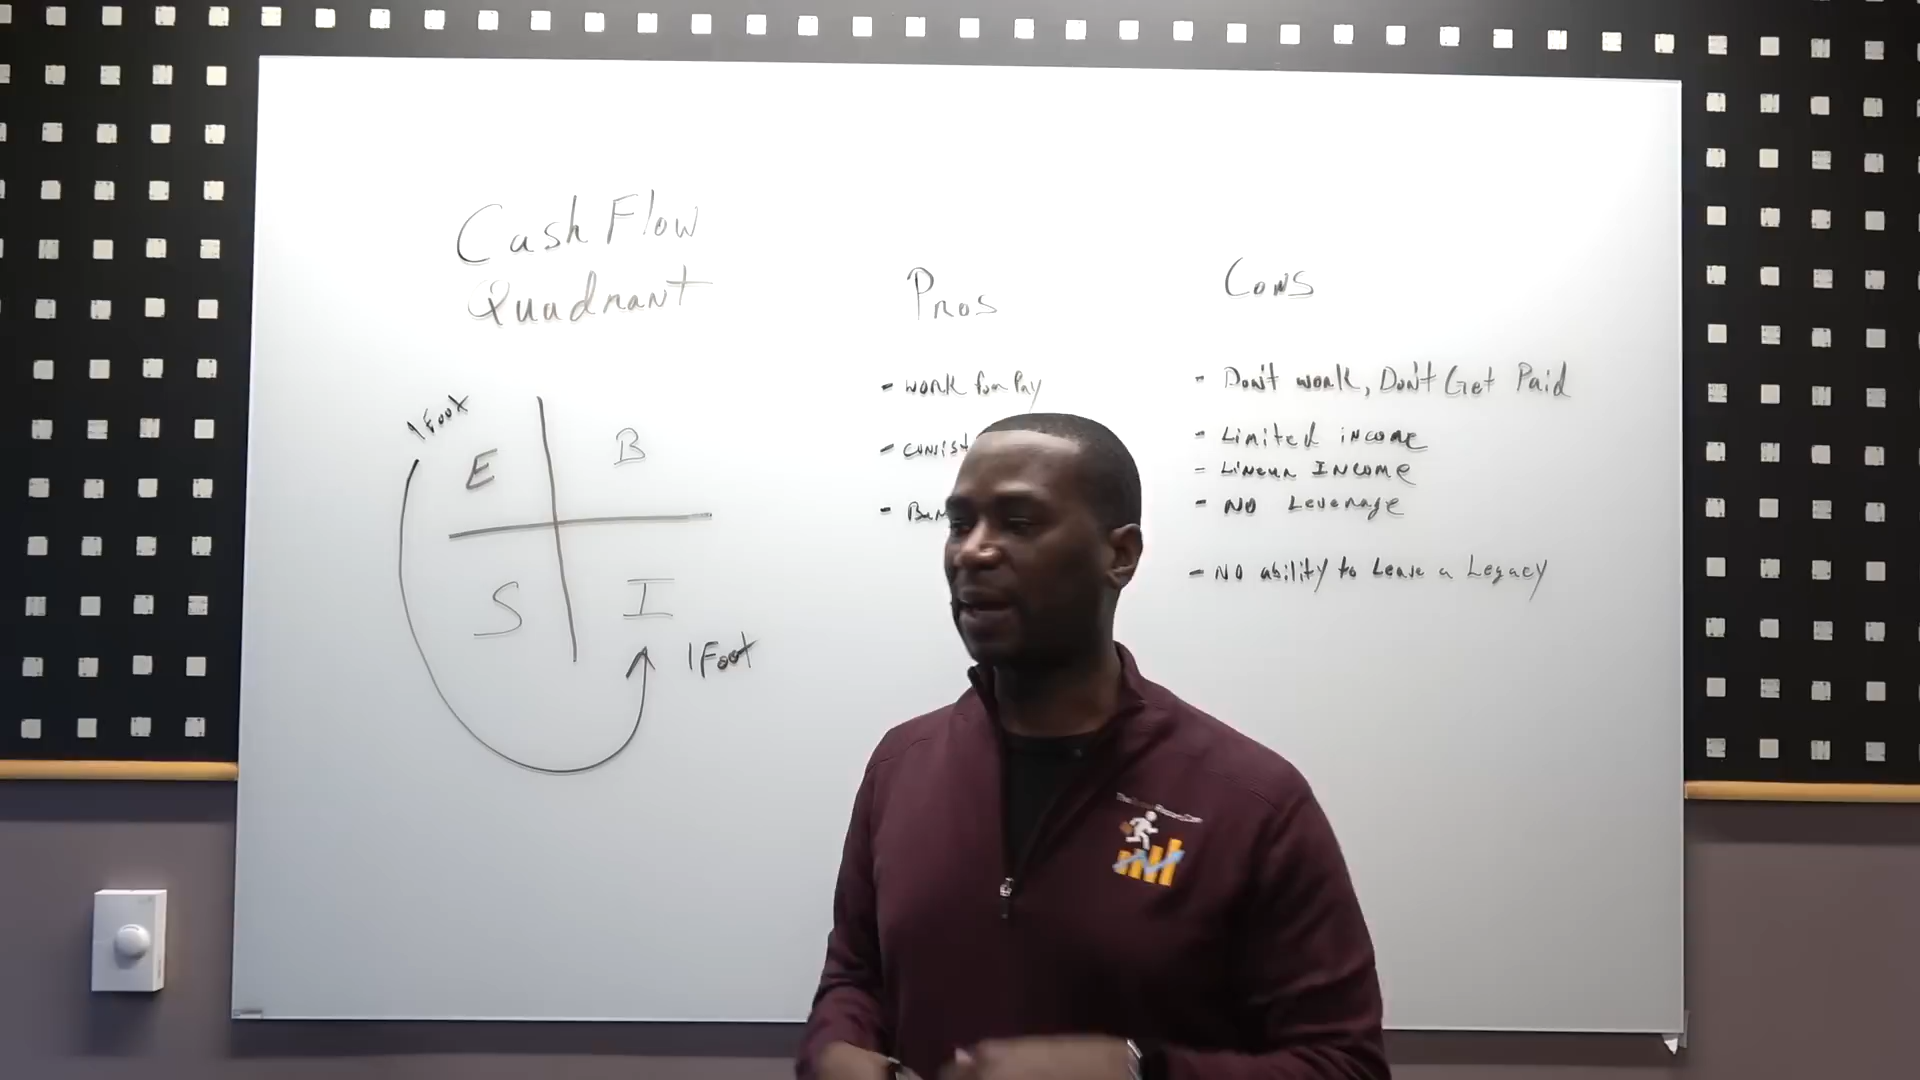 Cash Flow
Quadrant
1 Foot
E
B
S
I
1 Foot
Pros
- work for Pay
- consist
- Ben
Cons
- Don't work, Don't Get Paid
- Limited income
- Linear Income
- NO Leverage
- NO ability to Leave a Legacy